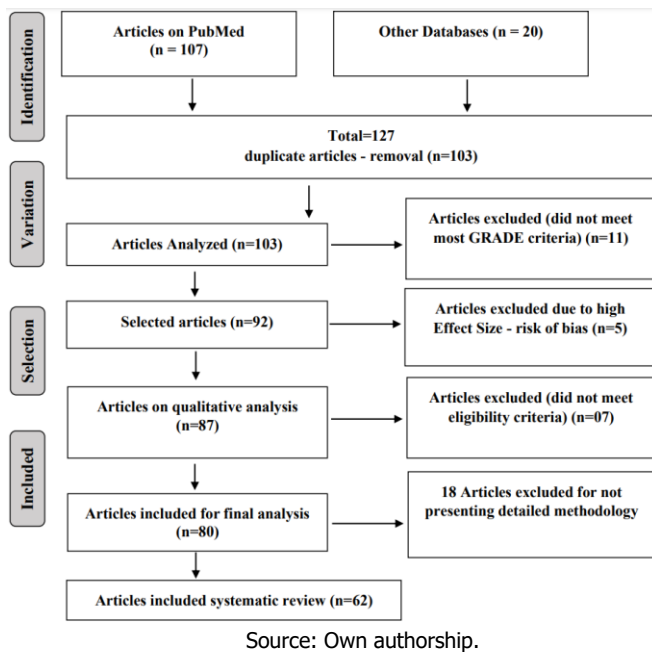 Identification
Articles on PubMed
(n = 107)
Other Databases (n = 20)
Total=127
duplicate articles - removal (n=103)
Variation
Articles Analyzed (n=103)
Articles excluded (did not meet
most GRADE criteria) (n=11)
Selection
Selected articles (n=92)
Articles excluded due to high
Effect Size - risk of bias (n=5)
Articles on qualitative analysis
(n=87)
Articles excluded (did not meet
eligibility criteria) (n=07)
Included
Articles included for final analysis
(n=80)
18 Articles excluded for not
presenting detailed methodology
Articles included systematic review (n=62)
Source: Own authorship.